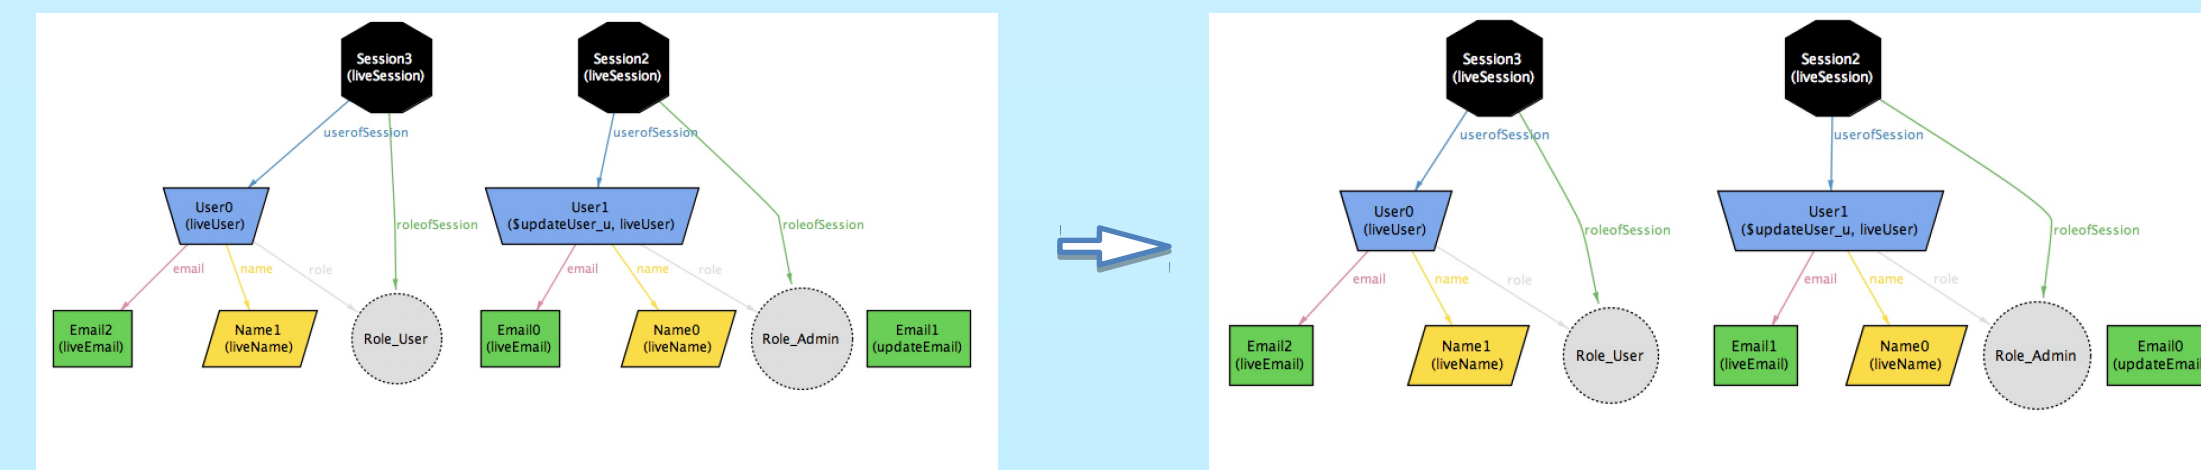 Session3
(liveSession)
Session2
(liveSession)
userofSession
userofSession
User0
(liveUser)
User1
($updateUser_u, liveUser)
roleofSession
roleofSession
email
name
role
email
name
role
Email2
(liveEmail)
Name1
(liveName)
Role_User
Email0
(liveEmail)
Name0
(liveName)
Role_Admin
Email1
(updateEmail)
Session3
(liveSession)
Session2
(liveSession)
userofSession
userofSession
User0
(liveUser)
User1
($updateUser_u, liveUser)
roleofSession
roleofSession
email
name
role
email
name
role
Email2
(liveEmail)
Name1
(liveName)
Role_User
Email1
(liveEmail)
Name0
(liveName)
Role_Admin
Email0
(updateEmail